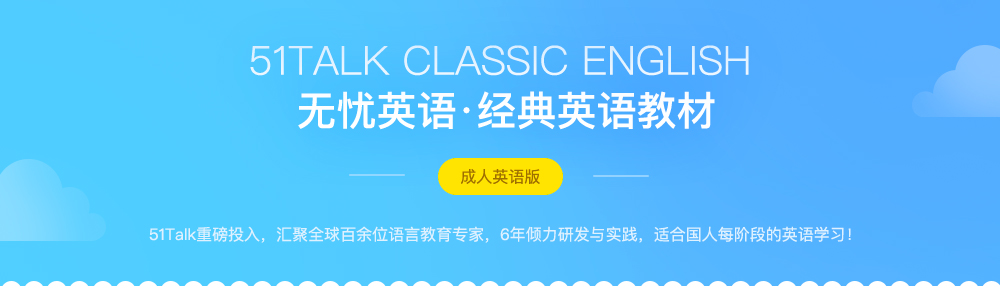 51TALK CLASSIC ENGLISH
无忧英语·经典英语教材
成人英语版
51Talk重磅投入，汇聚全球百余位语言教育专家，6年倾力研发与实践，适合国人每阶段的英语学习！